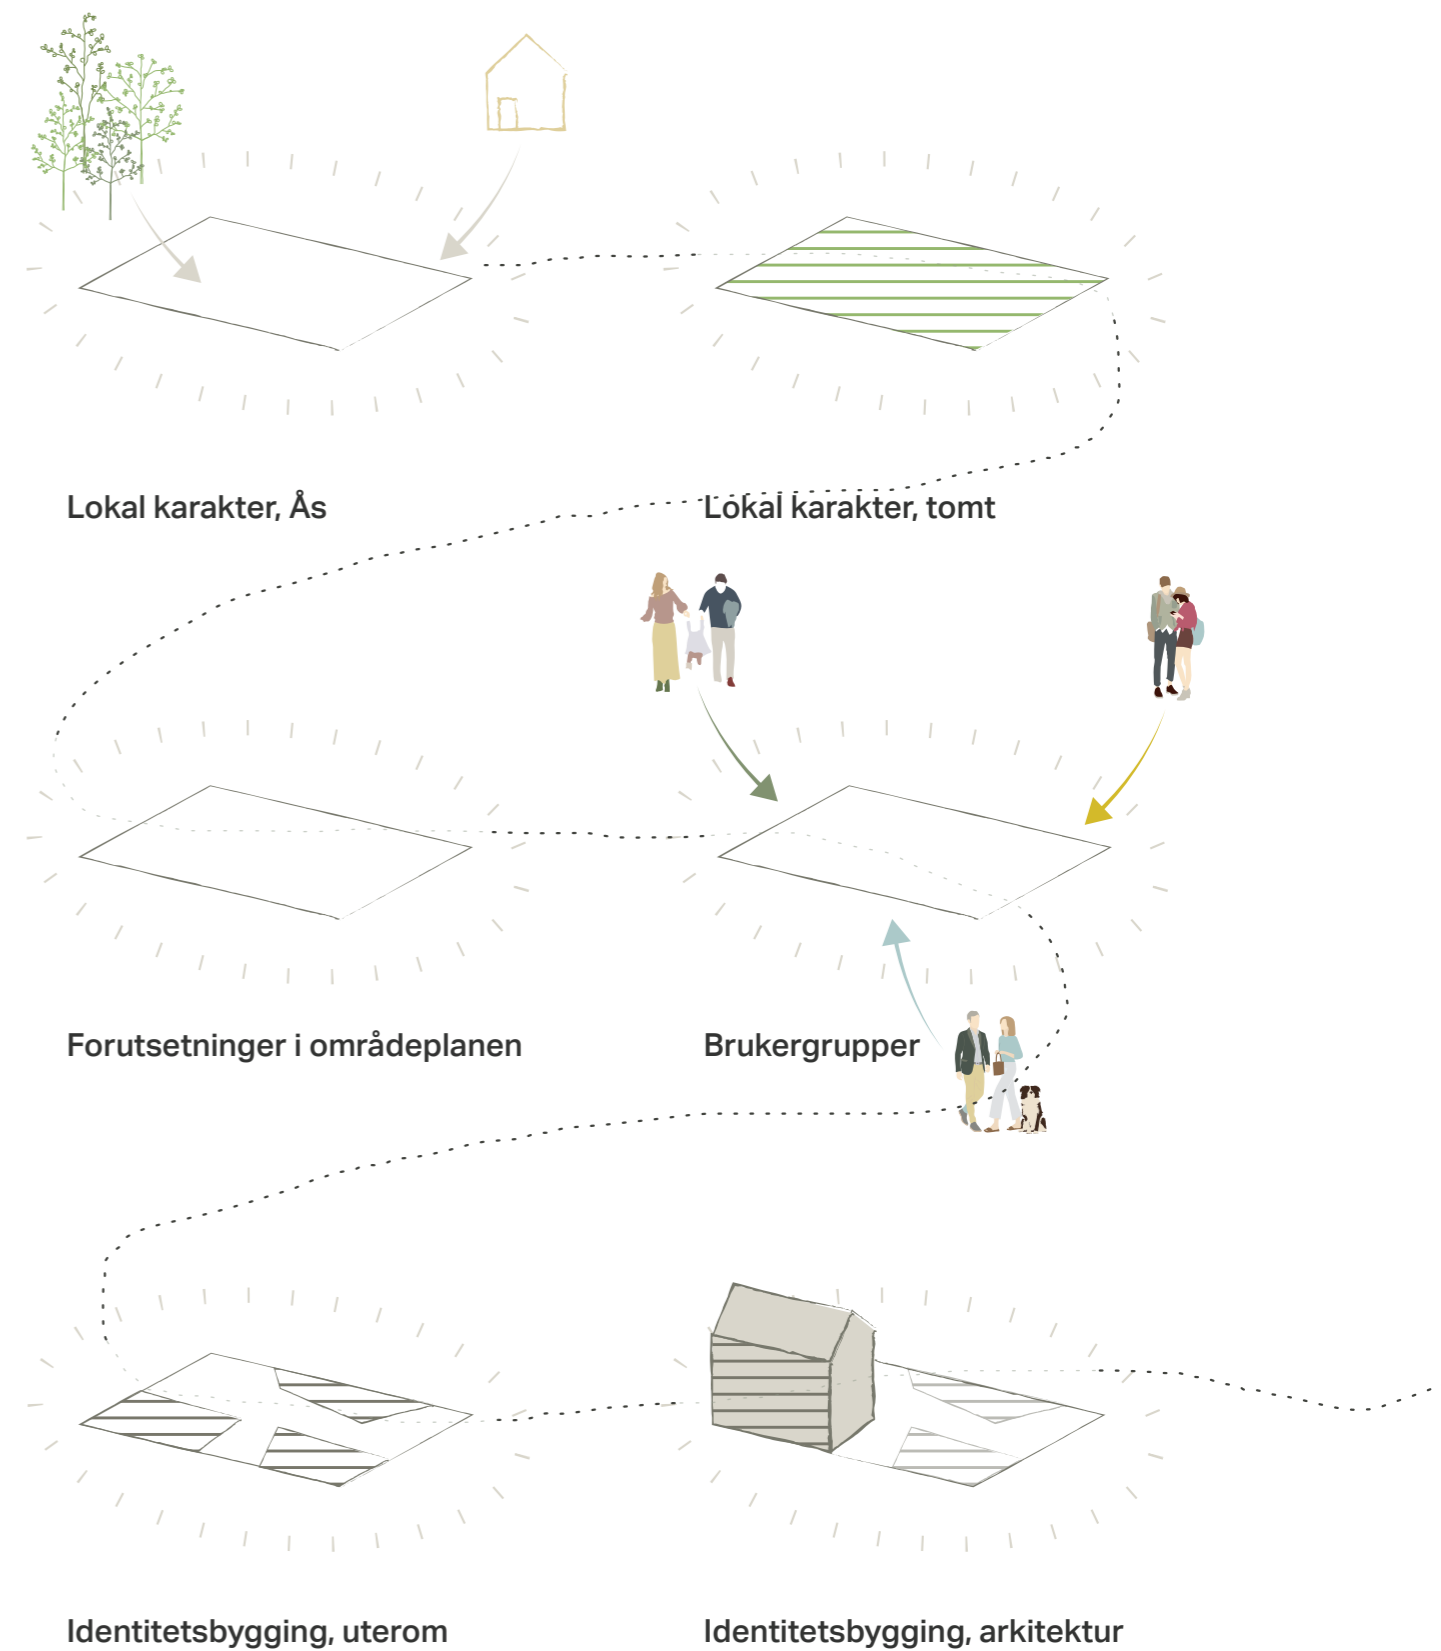 Lokal karakter, Ås
Lokal karakter, tomt
Forutsetninger i områdeplanen
Brukergrupper
Identitetsbygging, uterom
Identitetsbygging, arkitektur